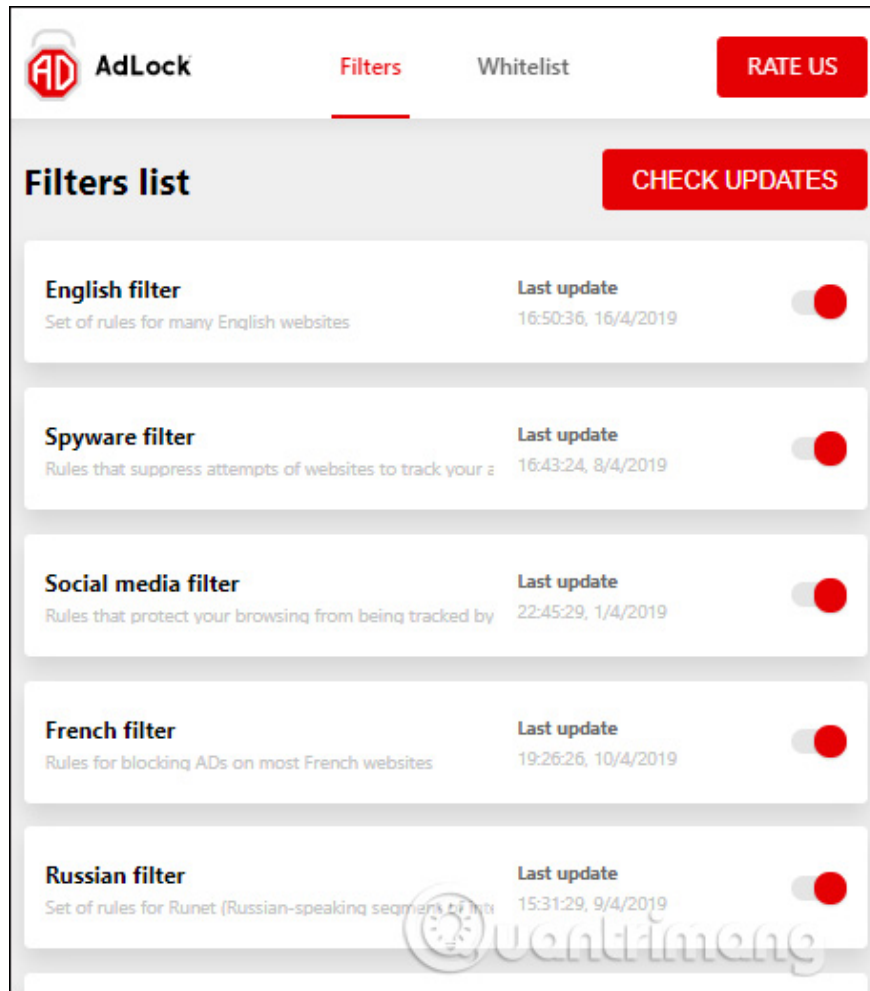 AD AdLock
Filters
Whitelist
RATE US
Filters list
CHECK UPDATES
English filter
Set of rules for many English websites
Last update
16:50:36, 16/4/2019
Spyware filter
Rules that suppress attempts of websites to track your a
Last update
16:43:24, 8/4/2019
Social media filter
Rules that protect your browsing from being tracked by
Last update
22:45:29, 1/4/2019
French filter
Rules for blocking ADs on most French websites
Last update
19:26:26, 10/4/2019
Russian filter
Set of rules for Runet (Russian-speaking segment of inte
Last update
15:31:29, 9/4/2019
Quantrimang